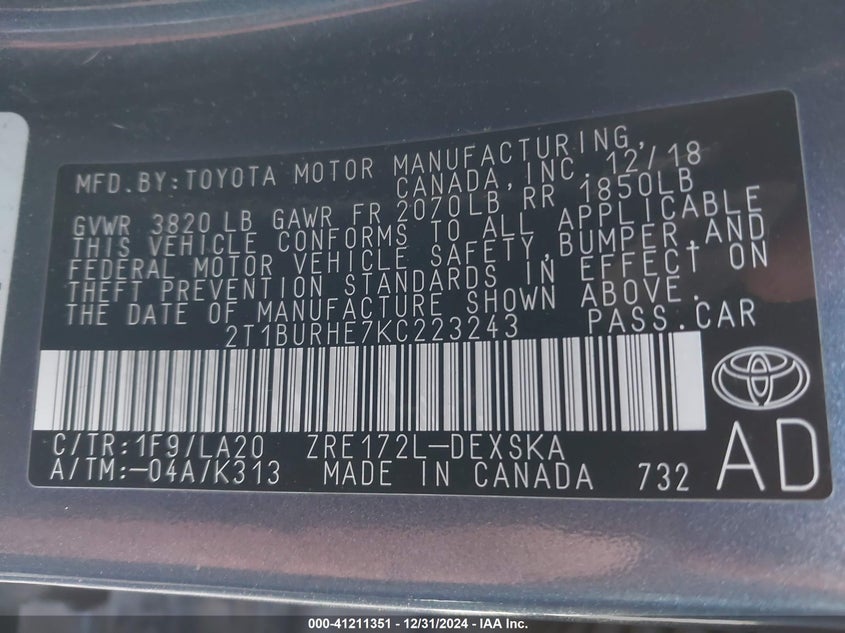 MFD.BY:TOYOTA MOTOR MANUFACTURING,
CANADA,INC. 12/18
GVWR 3820 LB GAWR FR 2070LB RR 1850LB
THIS VEHICLE CONFORMS TO ALL APPLICABLE
FEDERAL MOTOR VEHICLE SAFETY,BUMPER,AND
THEFT PREVENTION STANDARDS IN EFFECT ON
THE DATE OF MANUFACTURE SHOWN ABOVE.
2T1BURHE7KC223243 PASS.CAR
C/TR:1F9/LA20 ZRE172L-DEXSKA
A/TM:-04A/K313 MADE IN CANADA 732
AD
000-41211351 - 12/31/2024 - IAA Inc.